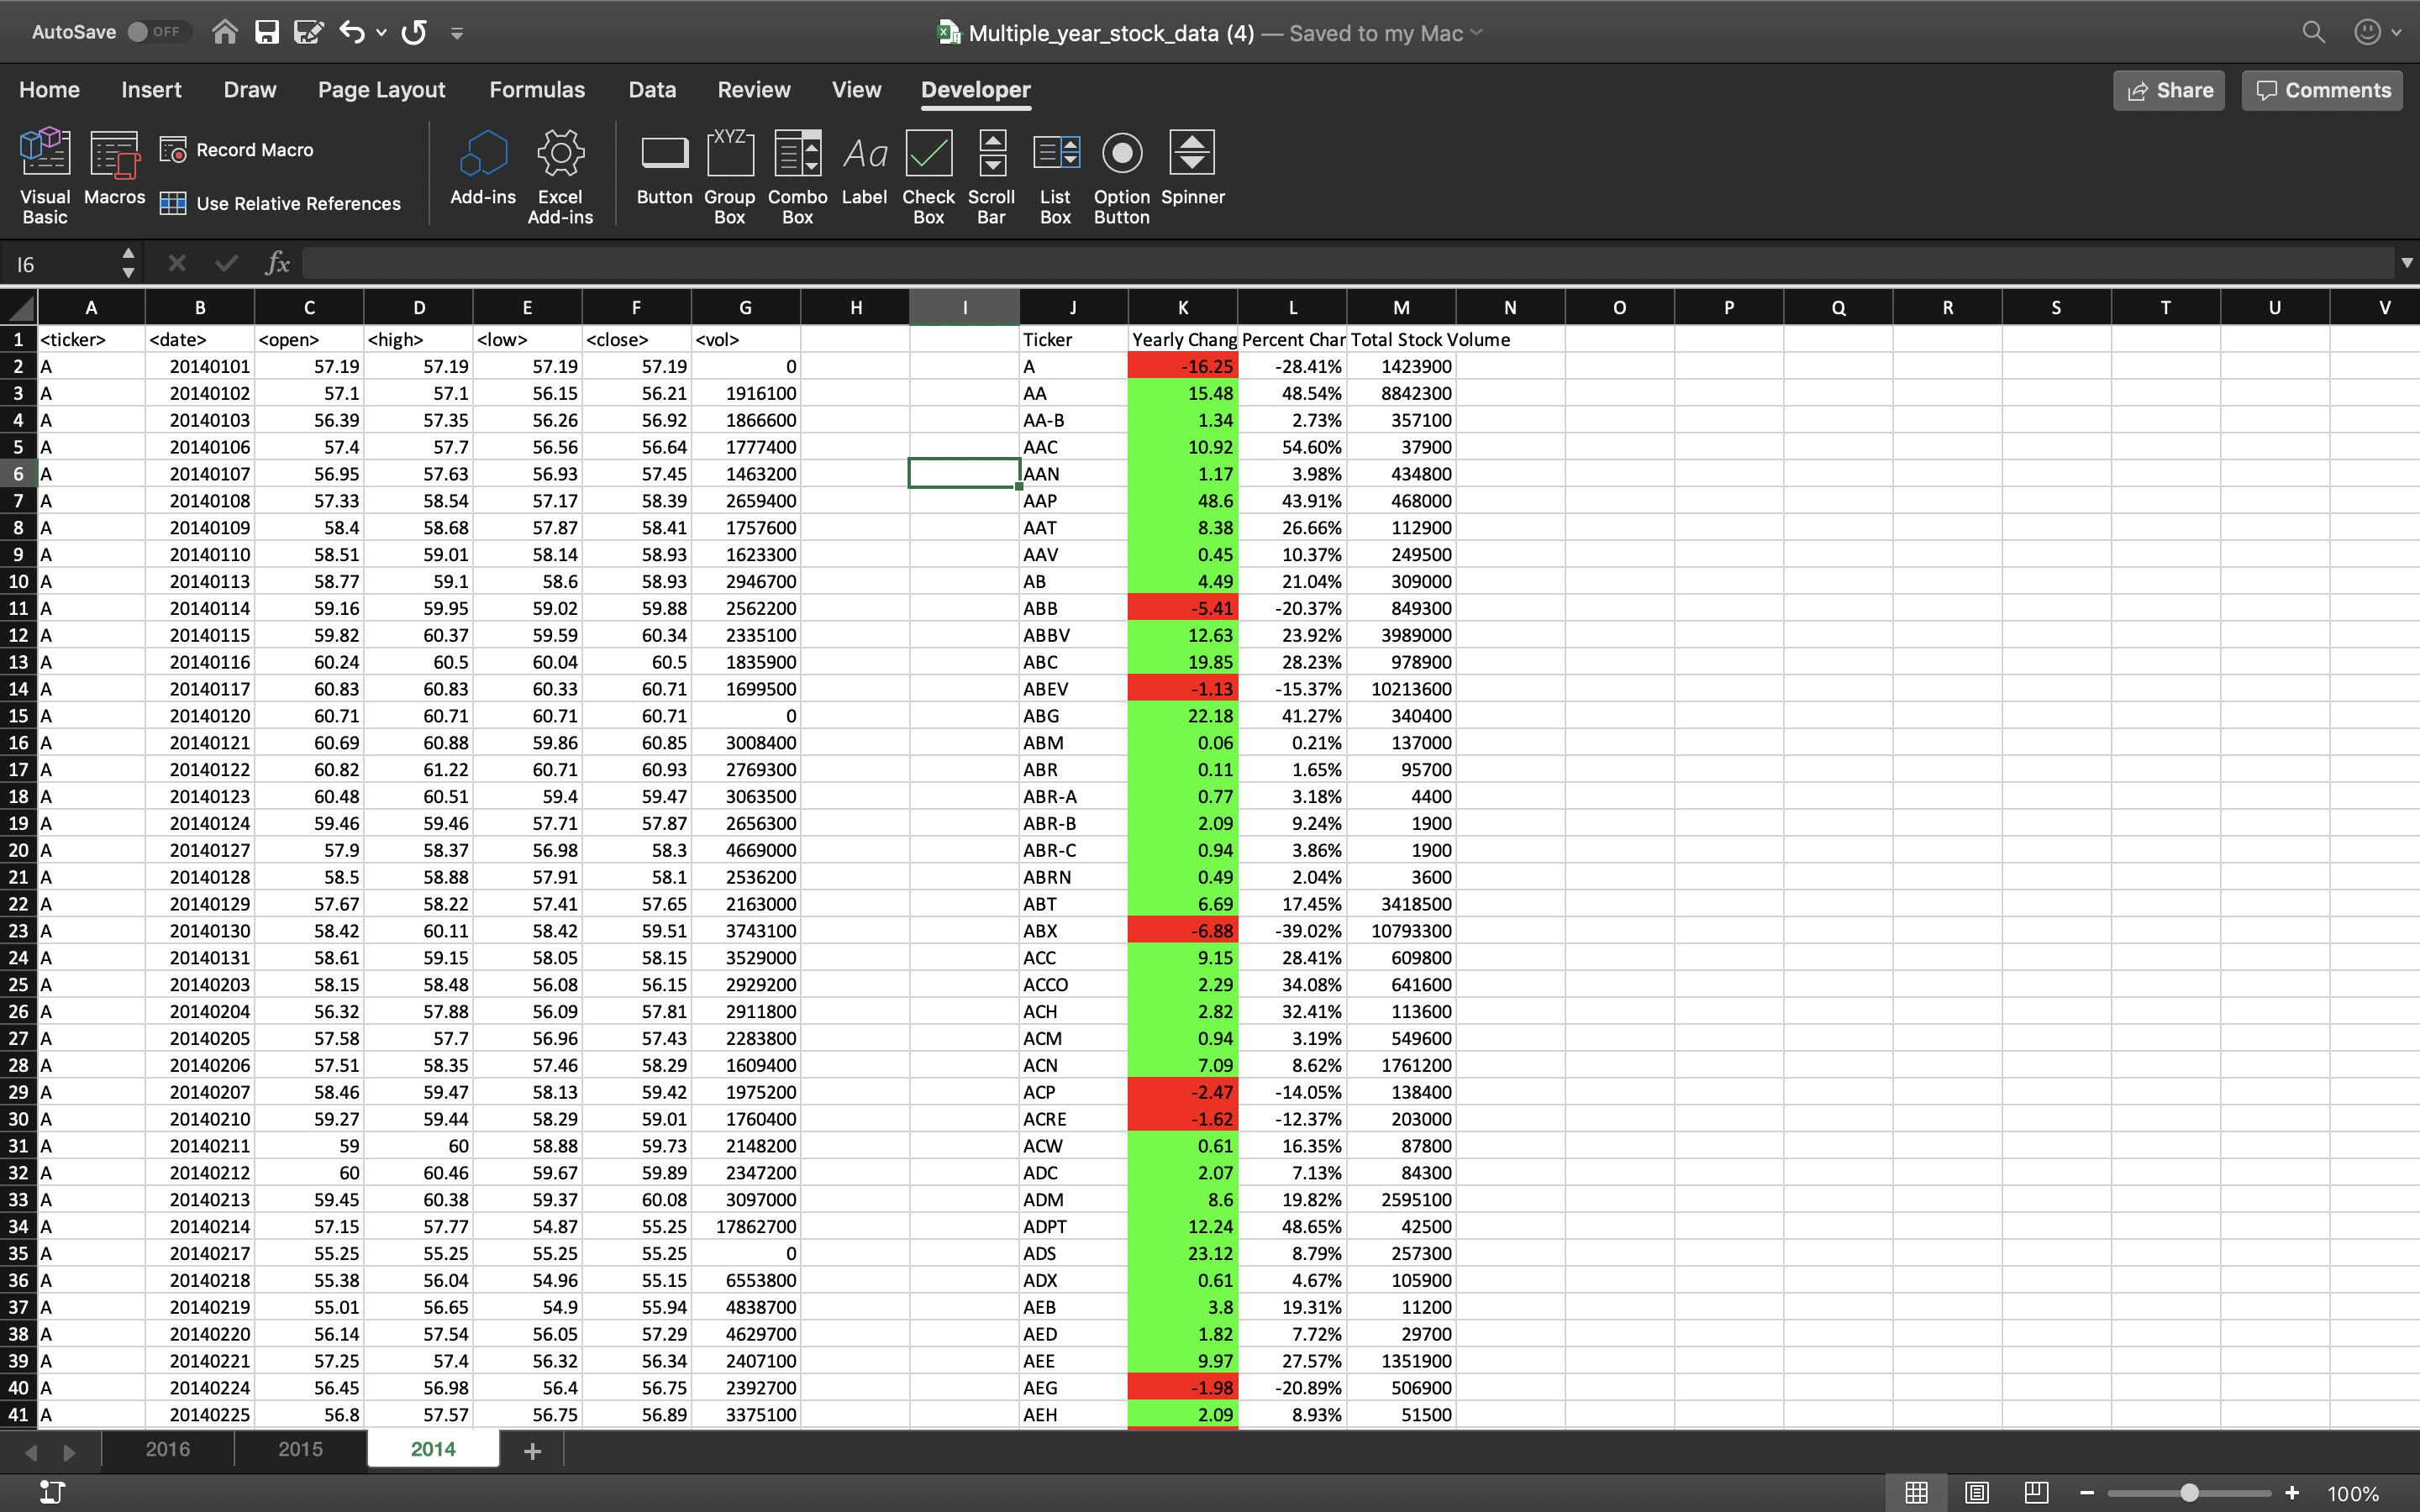 AutoSave OFF Multiple_year_stock_data (4) — Saved to my Mac
Home Insert Draw Page Layout Formulas Data Review View Developer Share Comments
Visual Basic Macros Record Macro Use Relative References Add-ins Excel Add-ins Button XYZ Group Box Combo Box Aa Label Check Box Scroll Bar List Box Option Button Spinner
I6 fx
A B C D E F G H I J K L M N O P Q R S T U V
1 <ticker> <date> <open> <high> <low> <close> <vol> Ticker Yearly Chang Percent Char Total Stock Volume
2 A 20140101 57.19 57.19 57.19 57.19 0 A -16.25 -28.41% 1423900
3 A 20140102 57.1 57.1 56.15 56.21 1916100 AA 15.48 48.54% 8842300
4 A 20140103 56.39 57.35 56.26 56.92 1866600 AA-B 1.34 2.73% 357100
5 A 20140106 57.4 57.7 56.56 56.64 1777400 AAC 10.92 54.60% 37900
6 A 20140107 56.95 57.63 56.93 57.45 1463200 AAN 1.17 3.98% 434800
7 A 20140108 57.33 58.54 57.17 58.39 2659400 AAP 48.6 43.91% 468000
8 A 20140109 58.4 58.68 57.87 58.41 1757600 AAT 8.38 26.66% 112900
9 A 20140110 58.51 59.01 58.14 58.93 1623300 AAV 0.45 10.37% 249500
10 A 20140113 58.77 59.1 58.6 58.93 2946700 AB 4.49 21.04% 309000
11 A 20140114 59.16 59.95 59.02 59.88 2562200 ABB -5.41 -20.37% 849300
12 A 20140115 59.82 60.37 59.59 60.34 2335100 ABBV 12.63 23.92% 3989000
13 A 20140116 60.24 60.5 60.04 60.5 1835900 ABC 19.85 28.23% 978900
14 A 20140117 60.83 60.83 60.33 60.71 1699500 ABEV -1.13 -15.37% 10213600
15 A 20140120 60.71 60.71 60.71 60.71 0 ABG 22.18 41.27% 340400
16 A 20140121 60.69 60.88 59.86 60.85 3008400 ABM 0.06 0.21% 137000
17 A 20140122 60.82 61.22 60.71 60.93 2769300 ABR 0.11 1.65% 95700
18 A 20140123 60.48 60.51 59.4 59.47 3063500 ABR-A 0.77 3.18% 4400
19 A 20140124 59.46 59.46 57.71 57.87 2656300 ABR-B 2.09 9.24% 1900
20 A 20140127 57.9 58.37 56.98 58.3 4669000 ABR-C 0.94 3.86% 1900
21 A 20140128 58.5 58.88 57.91 58.1 2536200 ABRN 0.49 2.04% 3600
22 A 20140129 57.67 58.22 57.41 57.65 2163000 ABT 6.69 17.45% 3418500
23 A 20140130 58.42 60.11 58.42 59.51 3743100 ABX -6.88 -39.02% 10793300
24 A 20140131 58.61 59.15 58.05 58.15 3529000 ACC 9.15 28.41% 609800
25 A 20140203 58.15 58.48 56.08 56.15 2929200 ACCO 2.29 34.08% 641600
26 A 20140204 56.32 57.88 56.09 57.81 2911800 ACH 2.82 32.41% 113600
27 A 20140205 57.58 57.7 56.96 57.43 2283800 ACM 0.94 3.19% 549600
28 A 20140206 57.51 58.35 57.46 58.29 1609400 ACN 7.09 8.62% 1761200
29 A 20140207 58.46 59.47 58.13 59.42 1975200 ACP -2.47 -14.05% 138400
30 A 20140210 59.27 59.44 58.29 59.01 1760400 ACRE -1.62 -12.37% 203000
31 A 20140211 59 60 58.88 59.73 2148200 ACW 0.61 16.35% 87800
32 A 20140212 60 60.46 59.67 59.89 2347200 ADC 2.07 7.13% 84300
33 A 20140213 59.45 60.38 59.37 60.08 3097000 ADM 8.6 19.82% 2595100
34 A 20140214 57.15 57.77 54.87 55.25 17862700 ADPT 12.24 48.65% 42500
35 A 20140217 55.25 55.25 55.25 55.25 0 ADS 23.12 8.79% 257300
36 A 20140218 55.38 56.04 54.96 55.15 6553800 ADX 0.61 4.67% 105900
37 A 20140219 55.01 56.65 54.9 55.94 4838700 AEB 3.8 19.31% 11200
38 A 20140220 56.14 57.54 56.05 57.29 4629700 AED 1.82 7.72% 29700
39 A 20140221 57.25 57.4 56.32 56.34 2407100 AEE 9.97 27.57% 1351900
40 A 20140224 56.45 56.98 56.4 56.75 2392700 AEG -1.98 -20.89% 506900
41 A 20140225 56.8 57.57 56.75 56.89 3375100 AEH 2.09 8.93% 51500
2016 2015 2014 +
100%